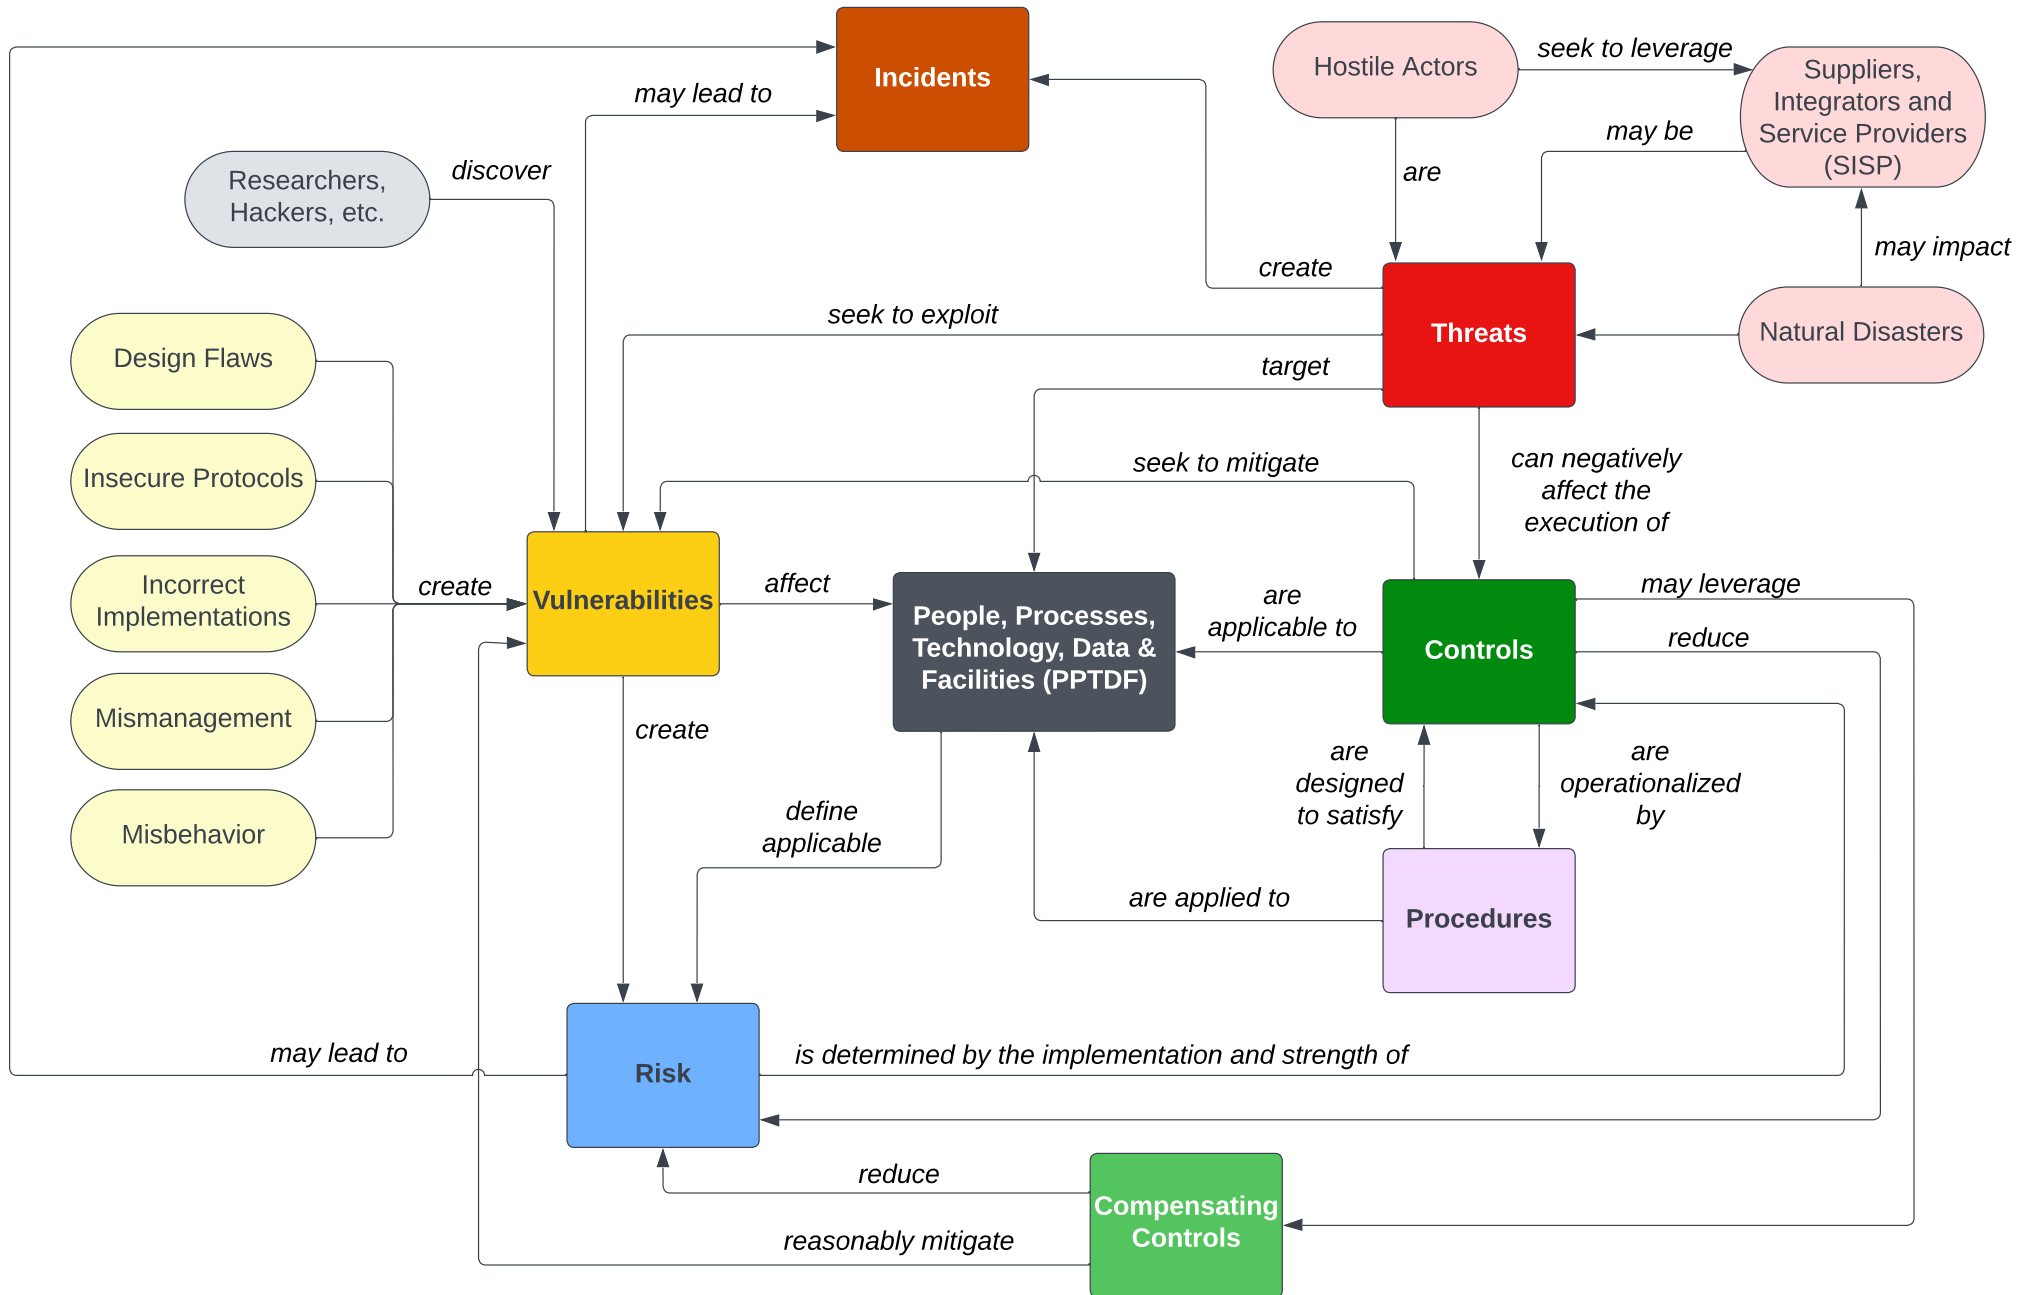 Incidents
Hostile Actors
seek to leverage
Suppliers,
Integrators and
Service Providers
(SISP)
may lead to
may be
discover
are
Researchers,
Hackers, etc.
may impact
create
seek to exploit
Threats
Natural Disasters
target
Design Flaws
seek to mitigate
can negatively
affect the
execution of
Insecure Protocols
Incorrect
Implementations
create
Vulnerabilities
affect
People, Processes,
Technology, Data &
Facilities (PPTDF)
are
applicable to
Controls
may leverage
reduce
Mismanagement
create
are
designed
to satisfy
are
operationalized
by
Misbehavior
define
applicable
are applied to
Procedures
may lead to
Risk
is determined by the implementation and strength of
reduce
Compensating
Controls
reasonably mitigate